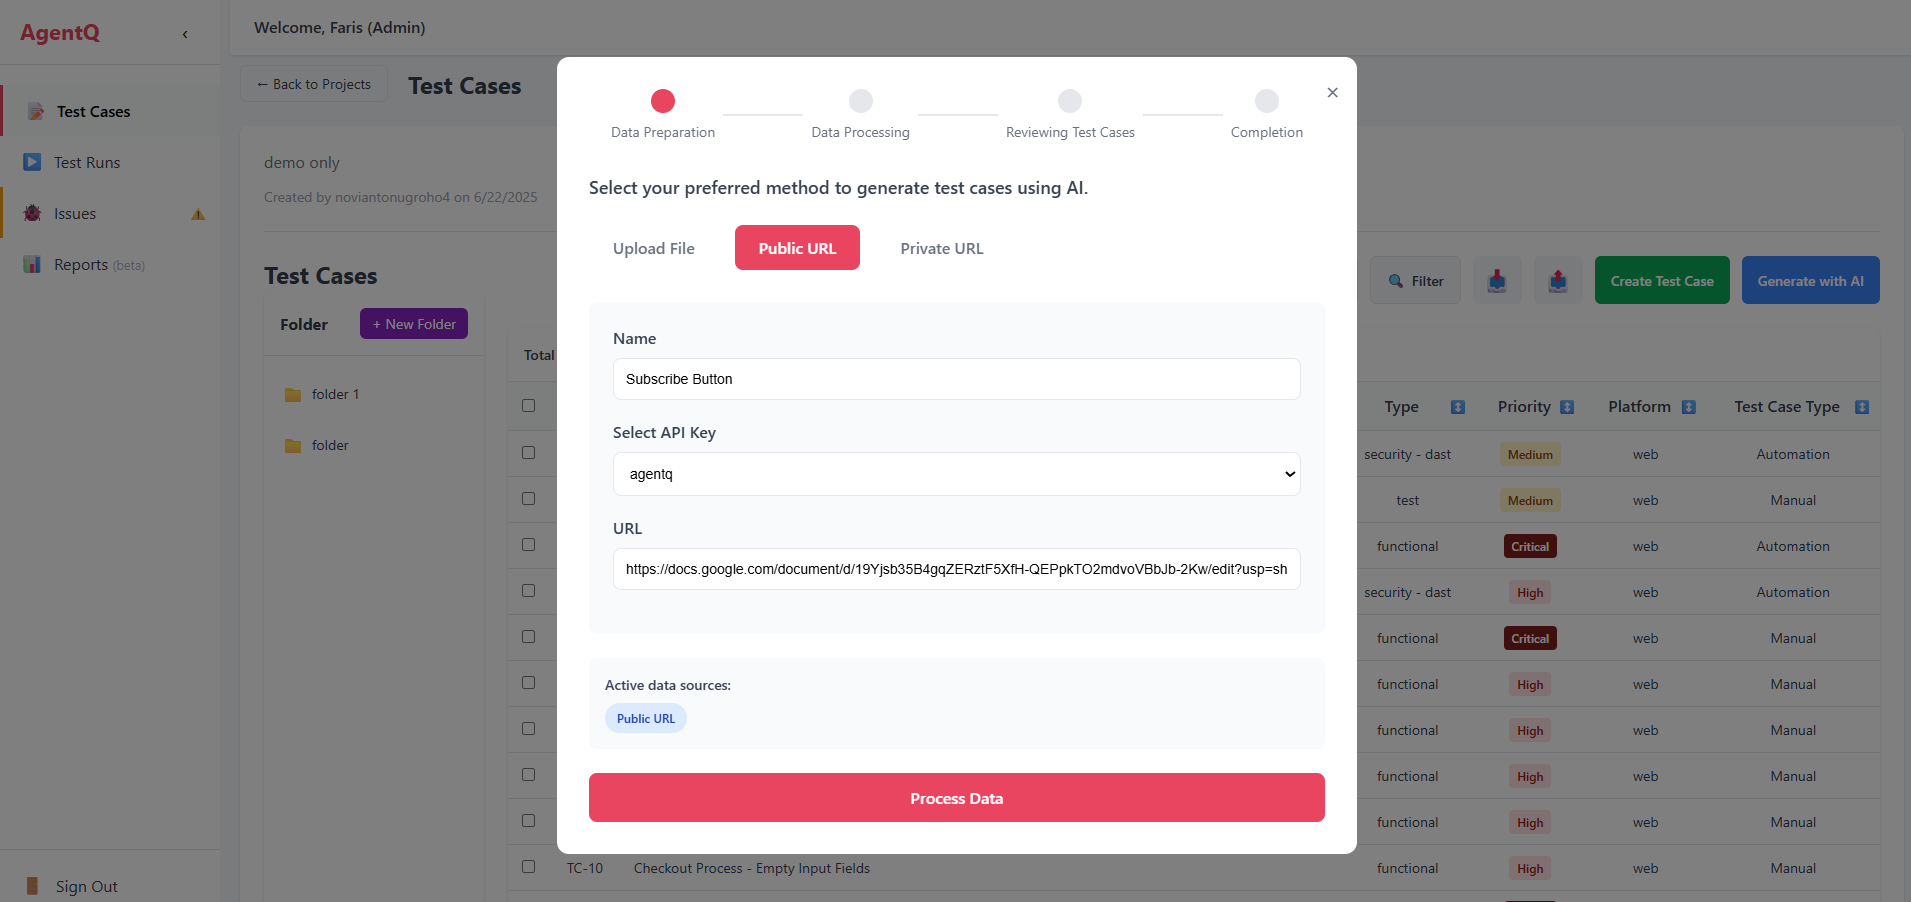 AgentQ
‹
Test Cases
Test Runs
Issues
Reports (beta)
Sign Out
Welcome, Faris (Admin)
← Back to Projects
Test Cases
demo only
Created by noviantonugroho4 on 6/22/2025
Test Cases
Filter
Create Test Case
Generate with AI
Folder
+ New Folder
folder 1
folder
Total
Type
Priority
Platform
Test Case Type
security - dast
Medium
web
Automation
test
Medium
web
Manual
functional
Critical
web
Automation
security - dast
High
web
Automation
functional
Critical
web
Manual
functional
High
web
Manual
functional
High
web
Manual
functional
High
web
Manual
functional
High
web
Manual
TC-10
Checkout Process - Empty Input Fields
functional
High
web
Manual
×
Data Preparation
Data Processing
Reviewing Test Cases
Completion
Select your preferred method to generate test cases using AI.
Upload File
Public URL
Private URL
Name
Subscribe Button
Select API Key
agentq
URL
https://docs.google.com/document/d/19Yjsb35B4gqZERztF5XfH-QEPpkTO2mdvoVBbJb-2Kw/edit?usp=sh
Active data sources:
Public URL
Process Data